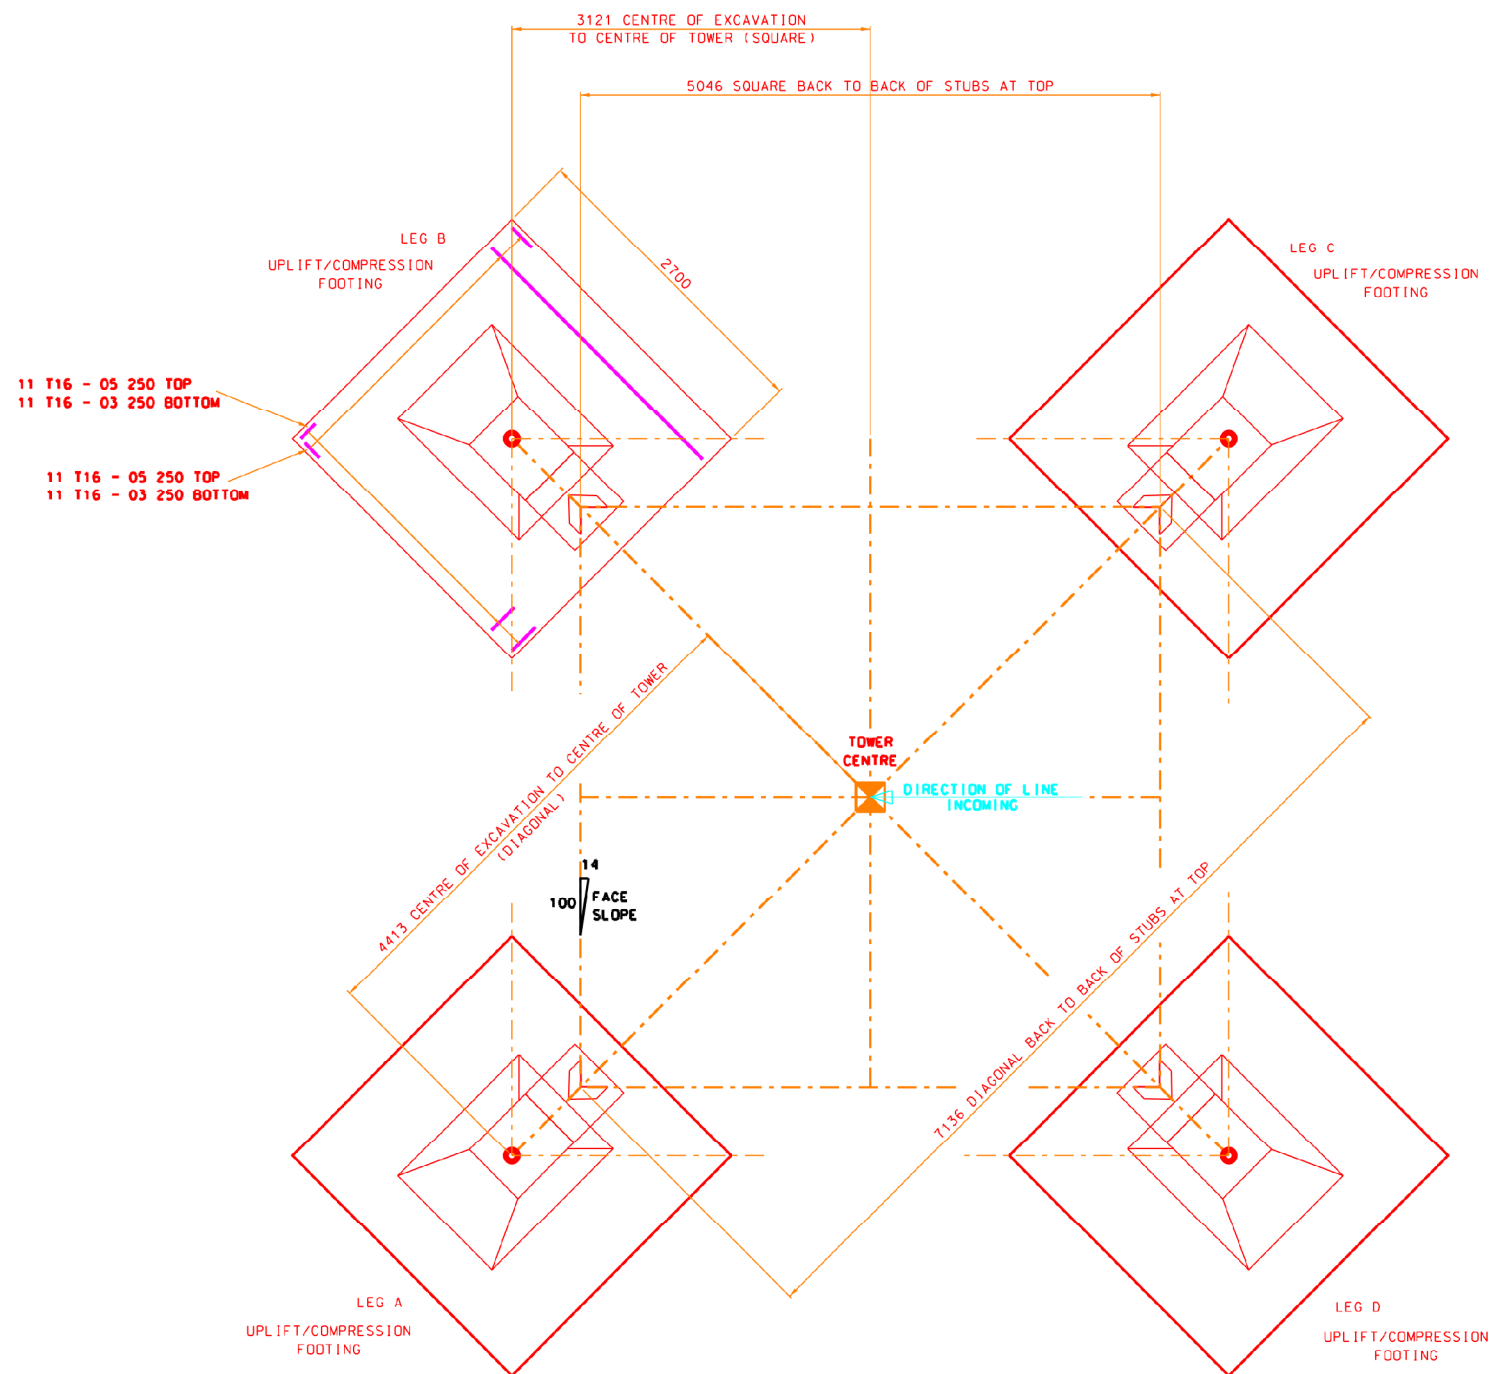 3121 CENTRE OF EXCAVATION
TO CENTRE OF TOWER (SQUARE)
5046 SQUARE BACK TO BACK OF STUBS AT TOP
LEG B
UPLIFT/COMPRESSION
FOOTING
2700
LEG C
UPLIFT/COMPRESSION
FOOTING
11 T16 - 05 250 TOP
11 T16 - 03 250 BOTTOM
11 T16 - 05 250 TOP
11 T16 - 03 250 BOTTOM
4413 CENTRE OF EXCAVATION TO CENTRE OF TOWER
(DIAGONAL)
TOWER
CENTRE
DIRECTION OF LINE
INCOMING
14
100
FACE
SLOPE
7136 DIAGONAL BACK TO BACK OF STUBS AT TOP
LEG A
UPLIFT/COMPRESSION
FOOTING
LEG D
UPLIFT/COMPRESSION
FOOTING